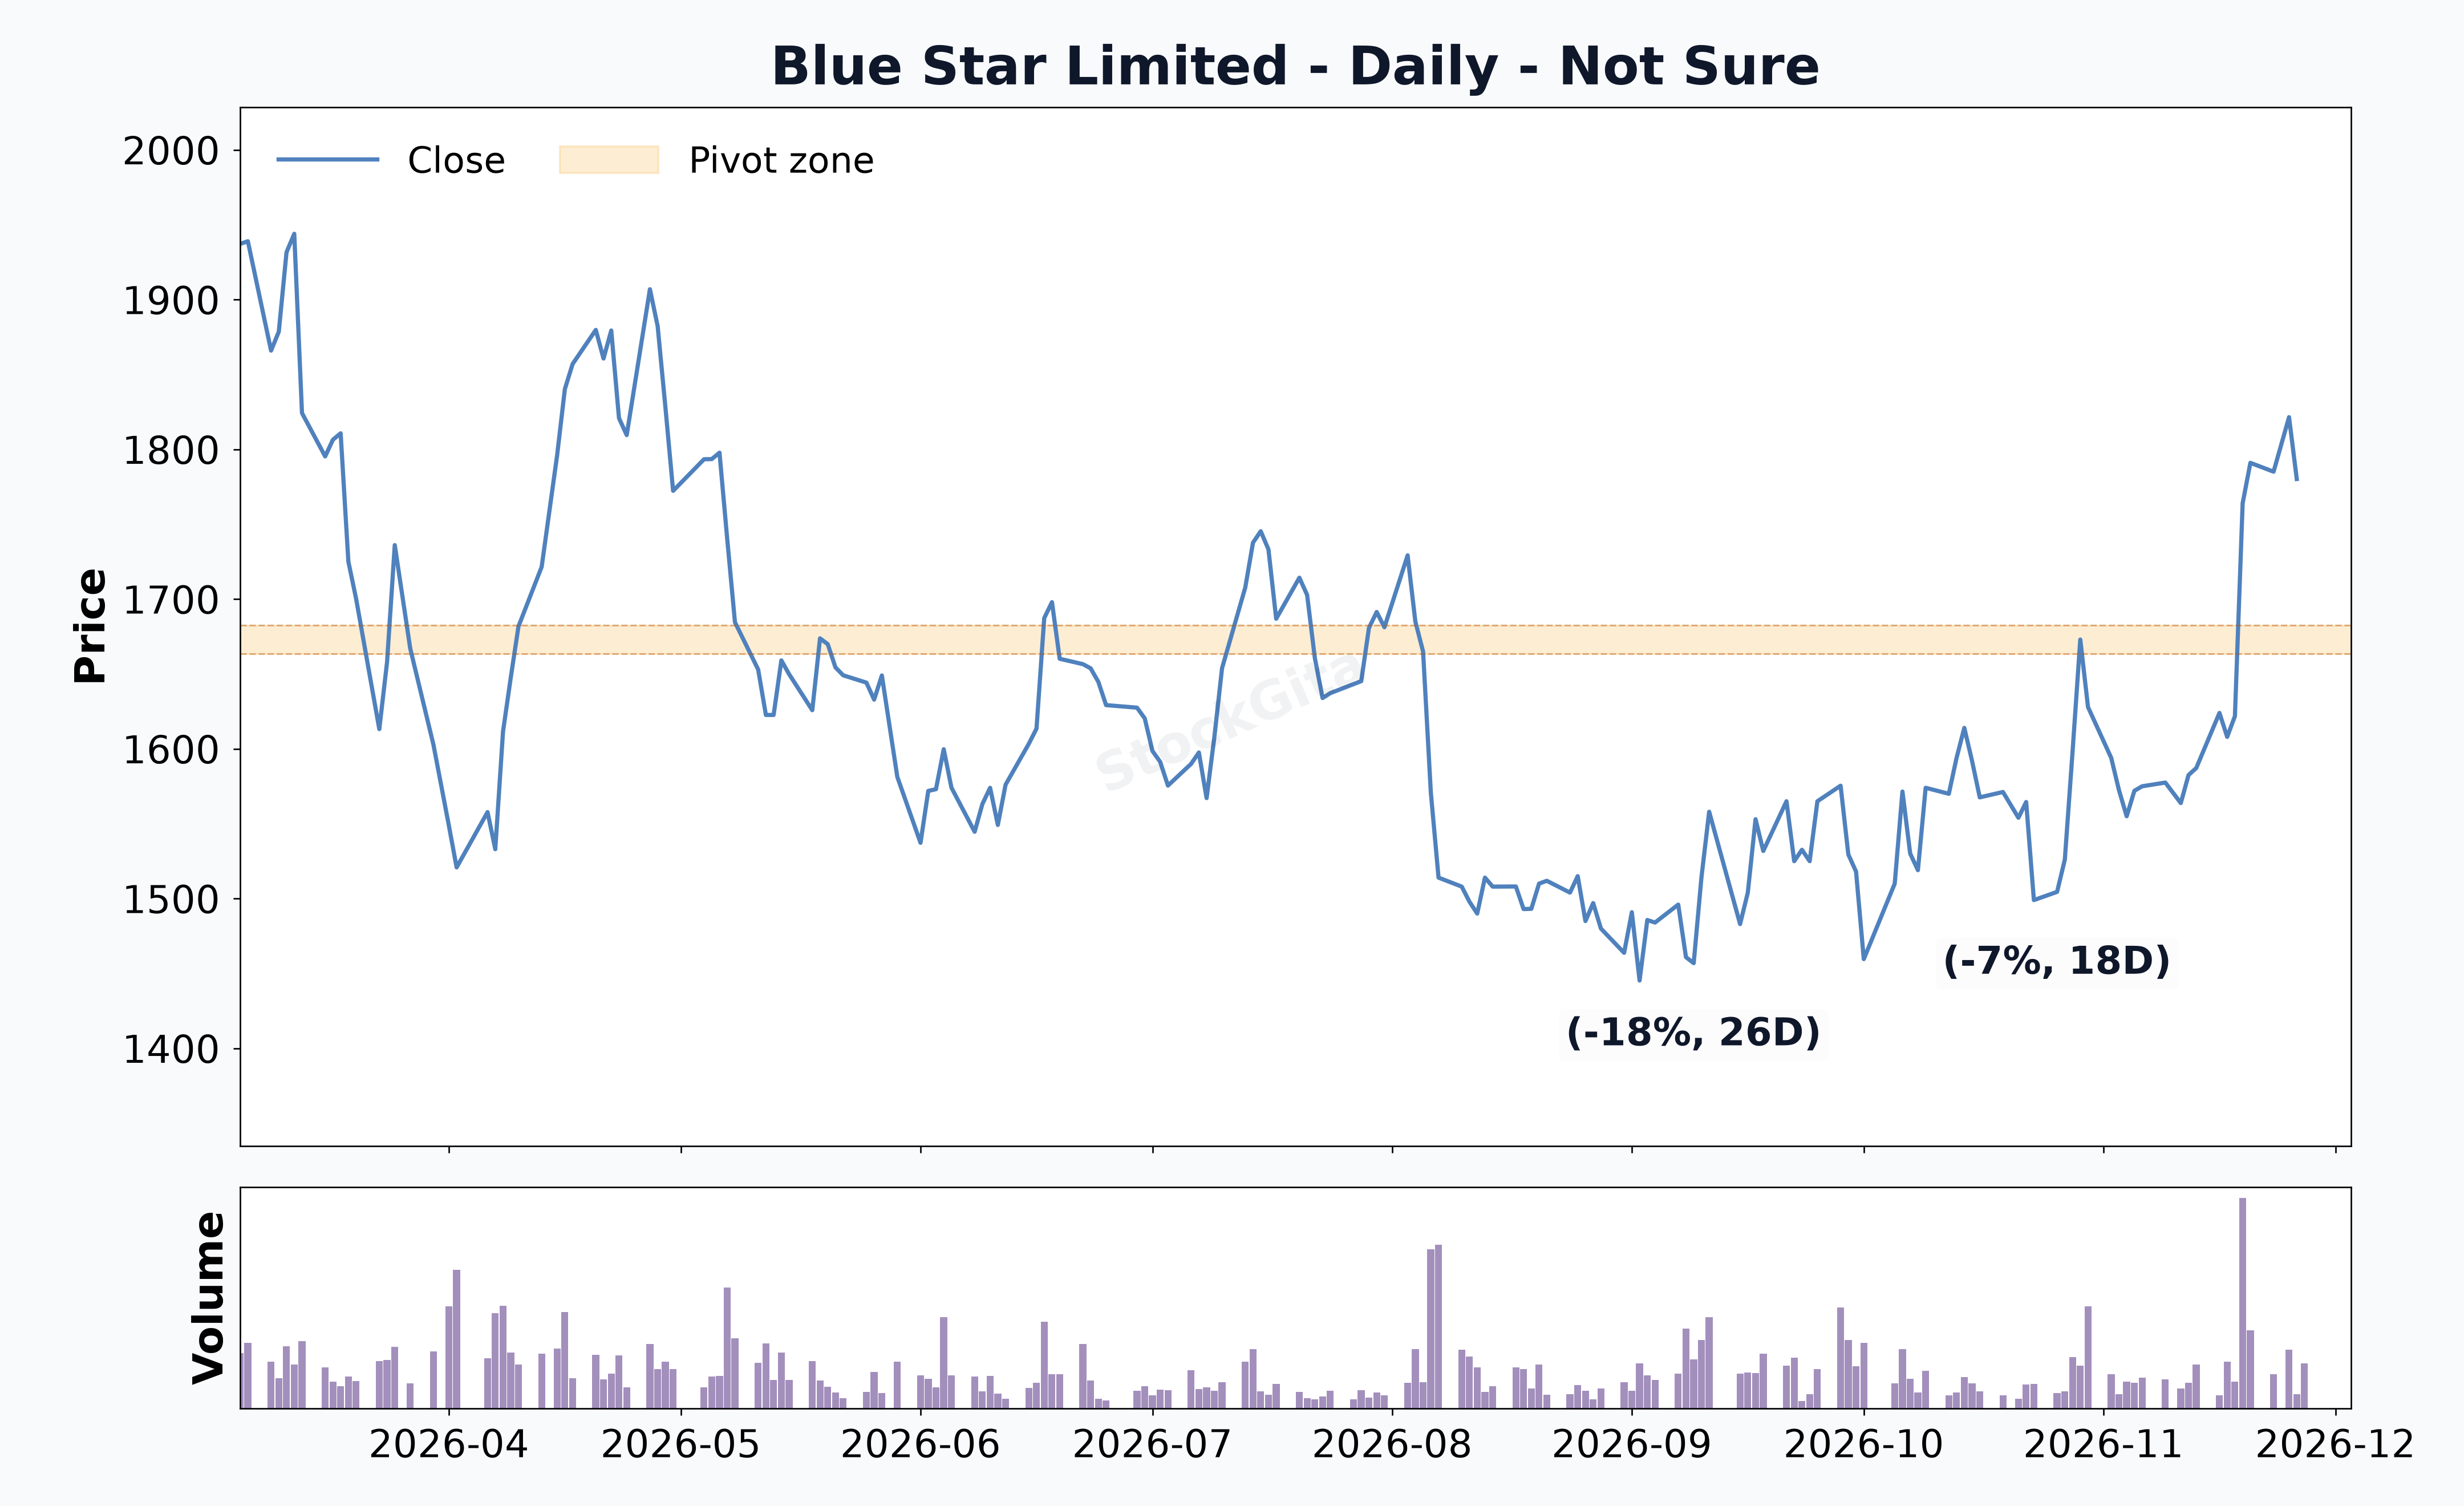 Blue Star Limited - Daily - Not Sure
Close
Pivot zone
Price
2000
1900
1800
1700
1600
1500
1400
StockGita
(-7%, 18D)
(-18%, 26D)
Volume
2026-04
2026-05
2026-06
2026-07
2026-08
2026-09
2026-10
2026-11
2026-12